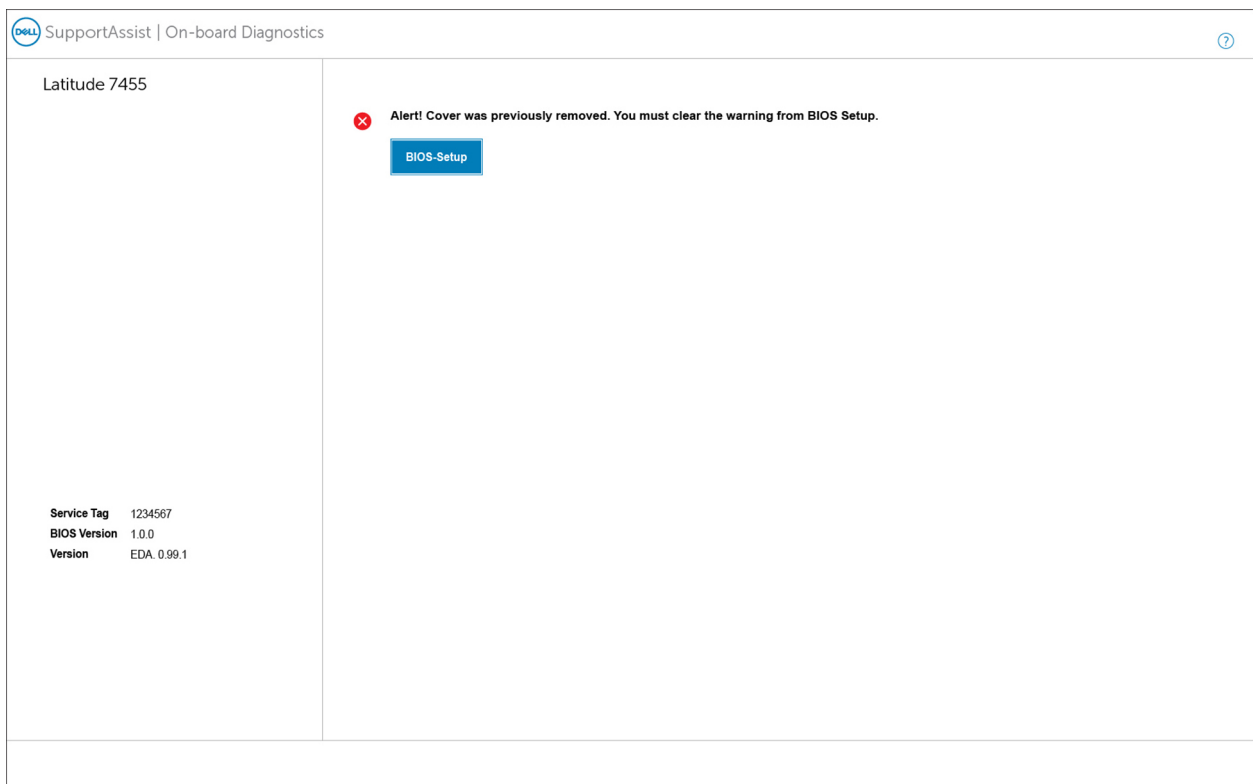 DELL SupportAssist | On-board Diagnostics
?
Latitude 7455
Alert! Cover was previously removed. You must clear the warning from BIOS Setup.
BIOS-Setup
Service Tag 1234567
BIOS Version 1.0.0
Version EDA. 0.99.1